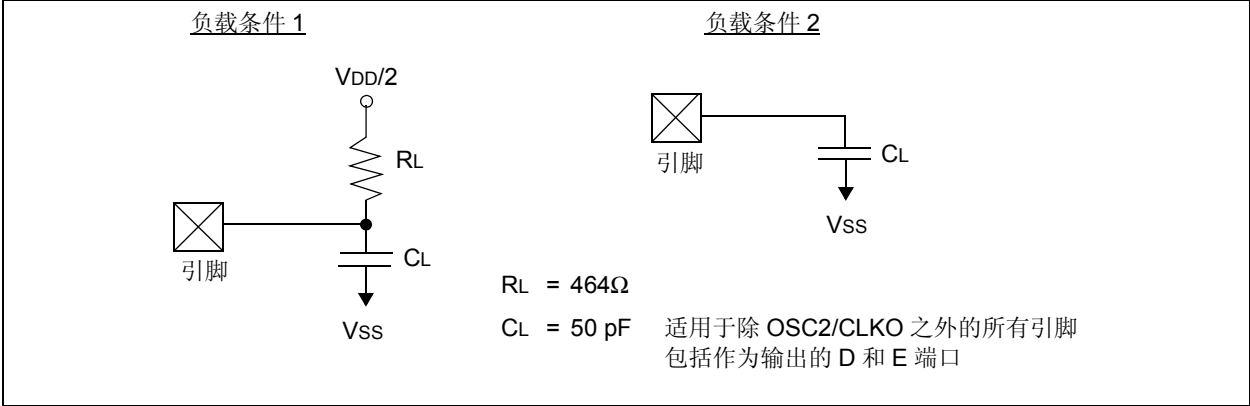 负载条件 1
VDD/2
RL
引脚
CL
VSS
负载条件 2
引脚
CL
VSS
RL = 464Ω
CL = 50 pF 适用于除 OSC2/CLKO 之外的所有引脚
包括作为输出的 D 和 E 端口